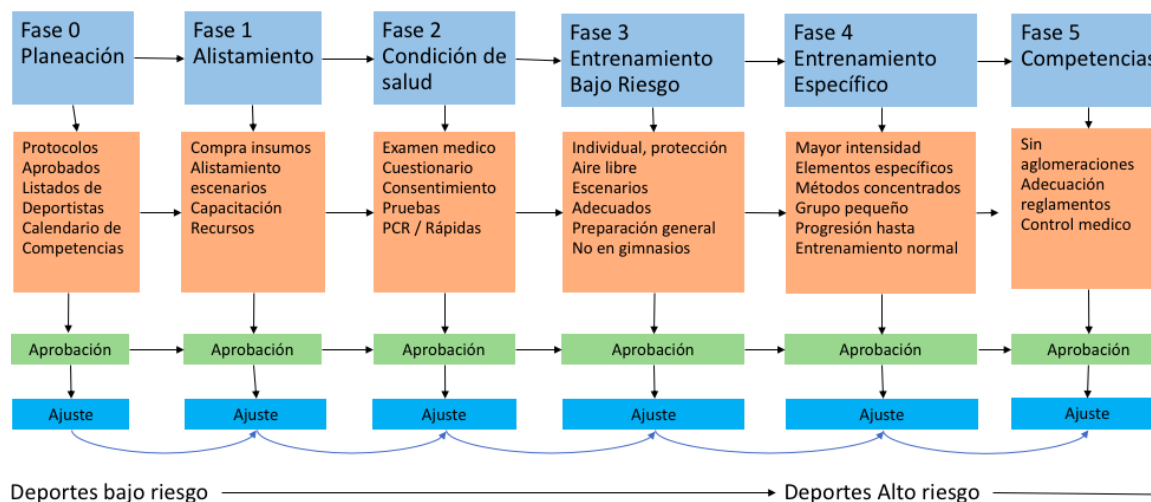 Fase 0
Planeación
Fase 1
Alistamiento
Fase 2
Condición de
salud
Fase 3
Entrenamiento
Bajo Riesgo
Fase 4
Entrenamiento
Específico
Fase 5
Competencias
Protocolos
Aprobados
Listados de
Deportistas
Calendario de
Competencias
Compra insumos
Alistamiento
escenarios
Capacitación
Recursos
Examen medico
Cuestionario
Consentimiento
Pruebas
PCR / Rápidas
Individual, protección
Aire libre
Escenarios
Adecuados
Preparación general
No en gimnasios
Mayor intensidad
Elementos específicos
Métodos concentrados
Grupo pequeño
Progresión hasta
Entrenamiento normal
Sin
aglomeraciones
Adecuación
reglamentos
Control medico
Aprobación
Aprobación
Aprobación
Aprobación
Aprobación
Aprobación
Ajuste
Ajuste
Ajuste
Ajuste
Ajuste
Ajuste
Deportes bajo riesgo
Deportes Alto riesgo